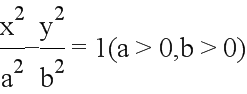 x²/a² - y²/b² = 1(a > 0,b > 0)